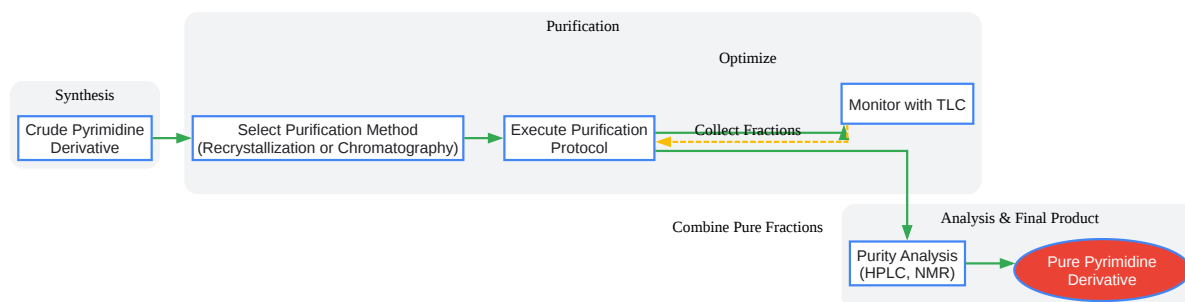 Purification
Optimize
Synthesis
Crude Pyrimidine
Derivative
Select Purification Method
(Recrystallization or Chromatography)
Execute Purification
Protocol
Collect Fractions
Monitor with TLC
Combine Pure Fractions
Analysis & Final Product
Purity Analysis
(HPLC, NMR)
Pure Pyrimidine
Derivative